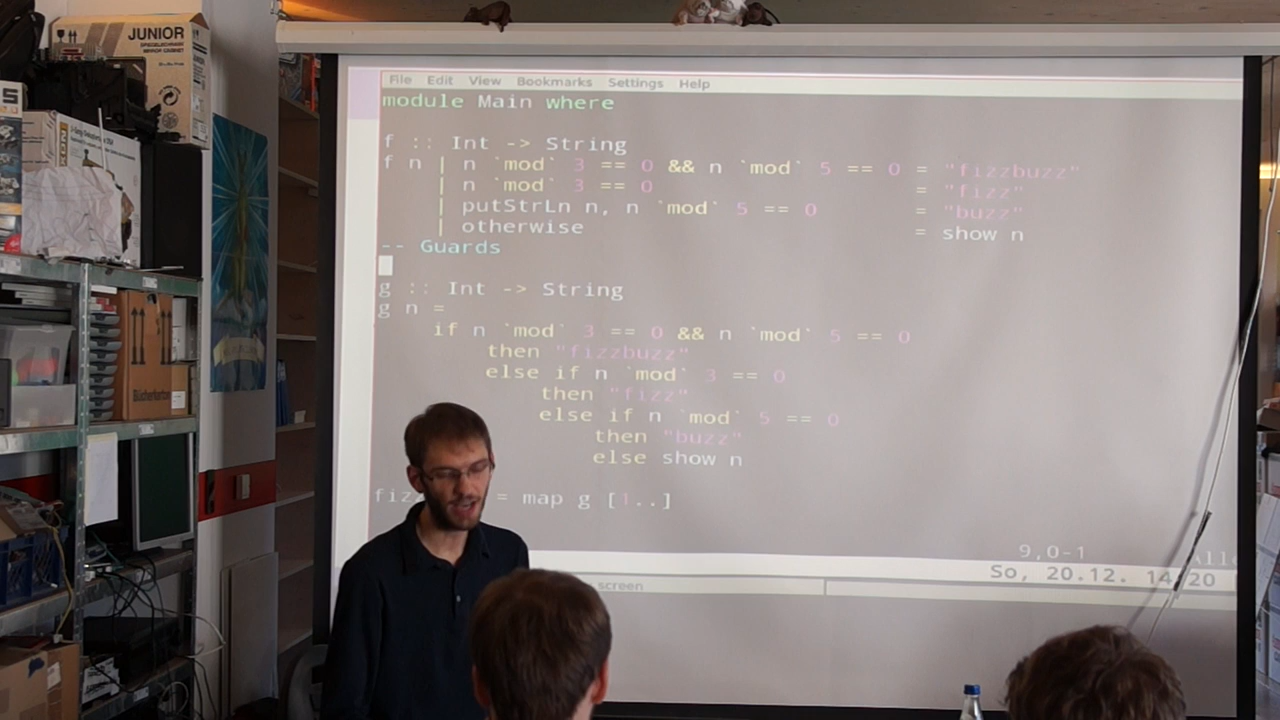 JUNIOR
File Edit View Bookmarks Settings Help
module Main where
f :: Int -> String
f n | n `mod` 3 == 0 && n `mod` 5 == 0 = "fizzbuzz"
| n `mod` 3 == 0 = "fizz"
| putStrLn n, n `mod` 5 == 0 = "buzz"
| otherwise = show n
-- Guards
g :: Int -> String
g n =
if n `mod` 3 == 0 && n `mod` 5 == 0
then "fizzbuzz"
else if n `mod` 3 == 0
then "fizz"
else if n `mod` 5 == 0
then "buzz"
else show n
= map g [1..]
9,0-1
So, 20.12. 14:20
screen
Bücherkarton